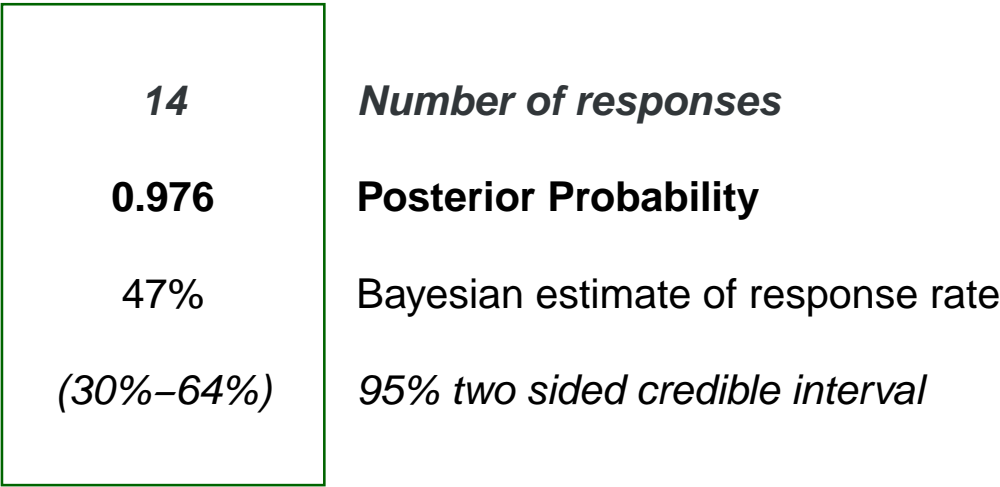 14 Number of responses
0.976 Posterior Probability
47% Bayesian estimate of response rate
(30%–64%) 95% two sided credible interval